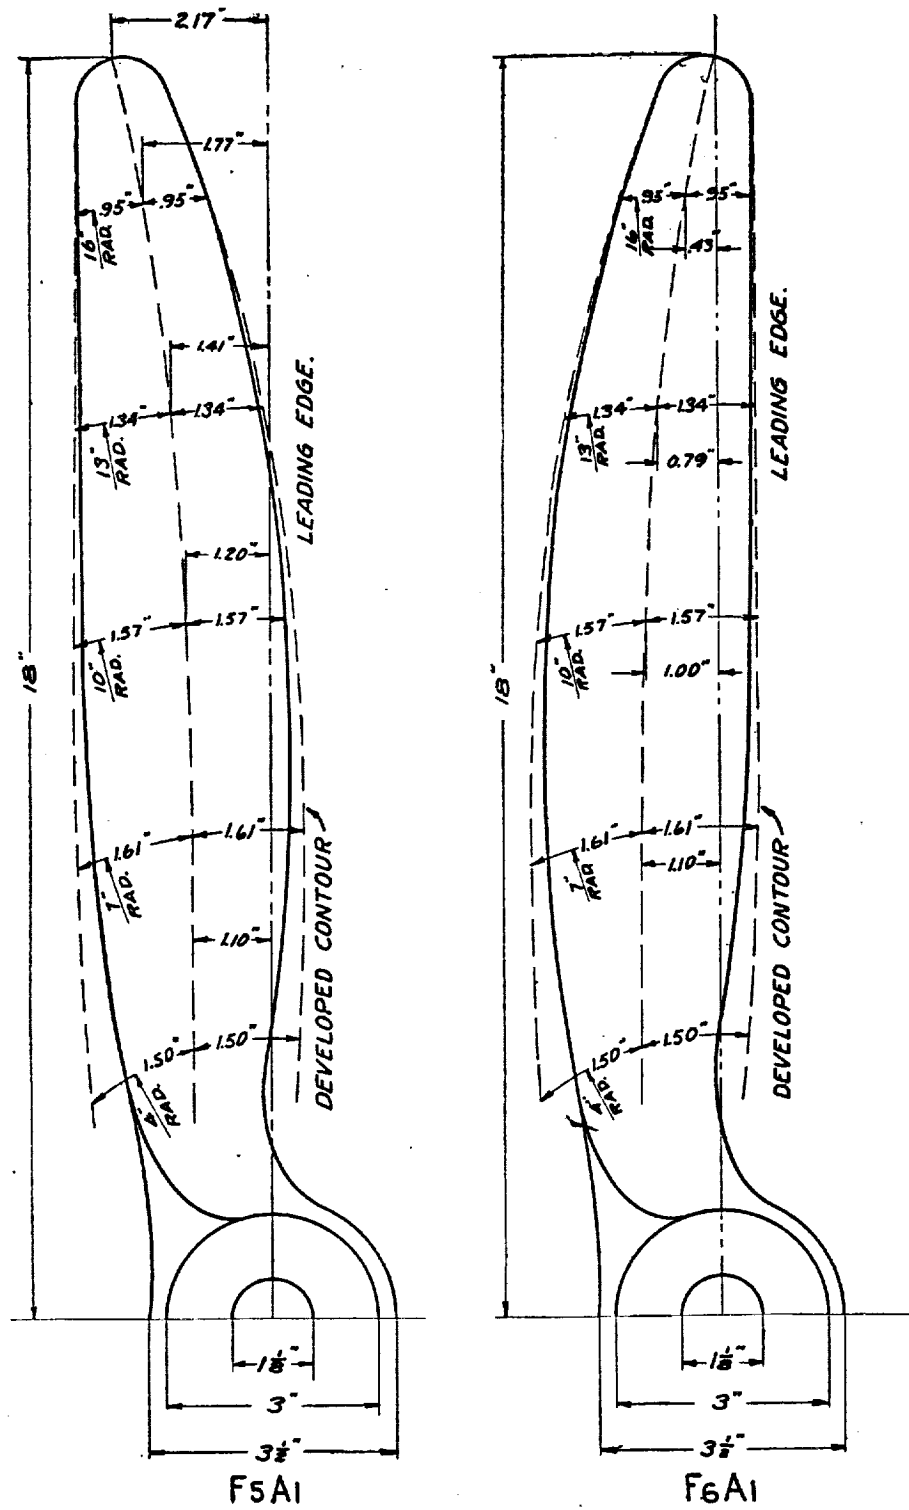 2.17"
1.77"
.95" .95"
16"
RAD.
1.41"
1.34" 1.34"
13"
RAD.
LEADING EDGE.
1.20"
1.57" 1.57"
10"
RAD.
18"
1.61" 1.61"
7"
RAD.
1.10"
DEVELOPED CONTOUR
1.50" 1.50"
4"
RAD.
1 1/8"
3"
3 1/2"
F5A1
.95" .95"
16"
RAD
.43"
LEADING EDGE.
1.34" 1.34"
13"
RAD
0.79"
1.57" 1.57"
10"
RAD.
1.00"
18"
1.61" 1.61"
7"
RAD
1.10"
DEVELOPED CONTOUR
1.50" 1.50"
4"
RAD.
1 1/8"
3"
3 1/2"
F6A1